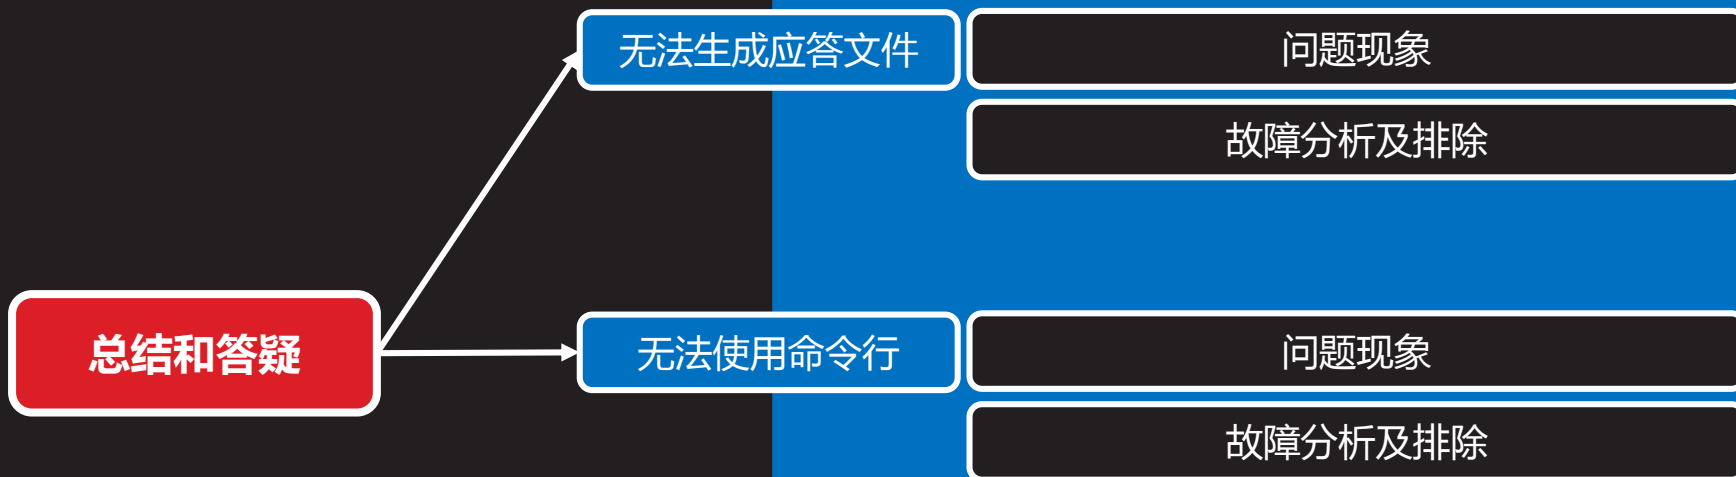 无法生成应答文件
问题现象
故障分析及排除
总结和答疑
无法使用命令行
问题现象
故障分析及排除